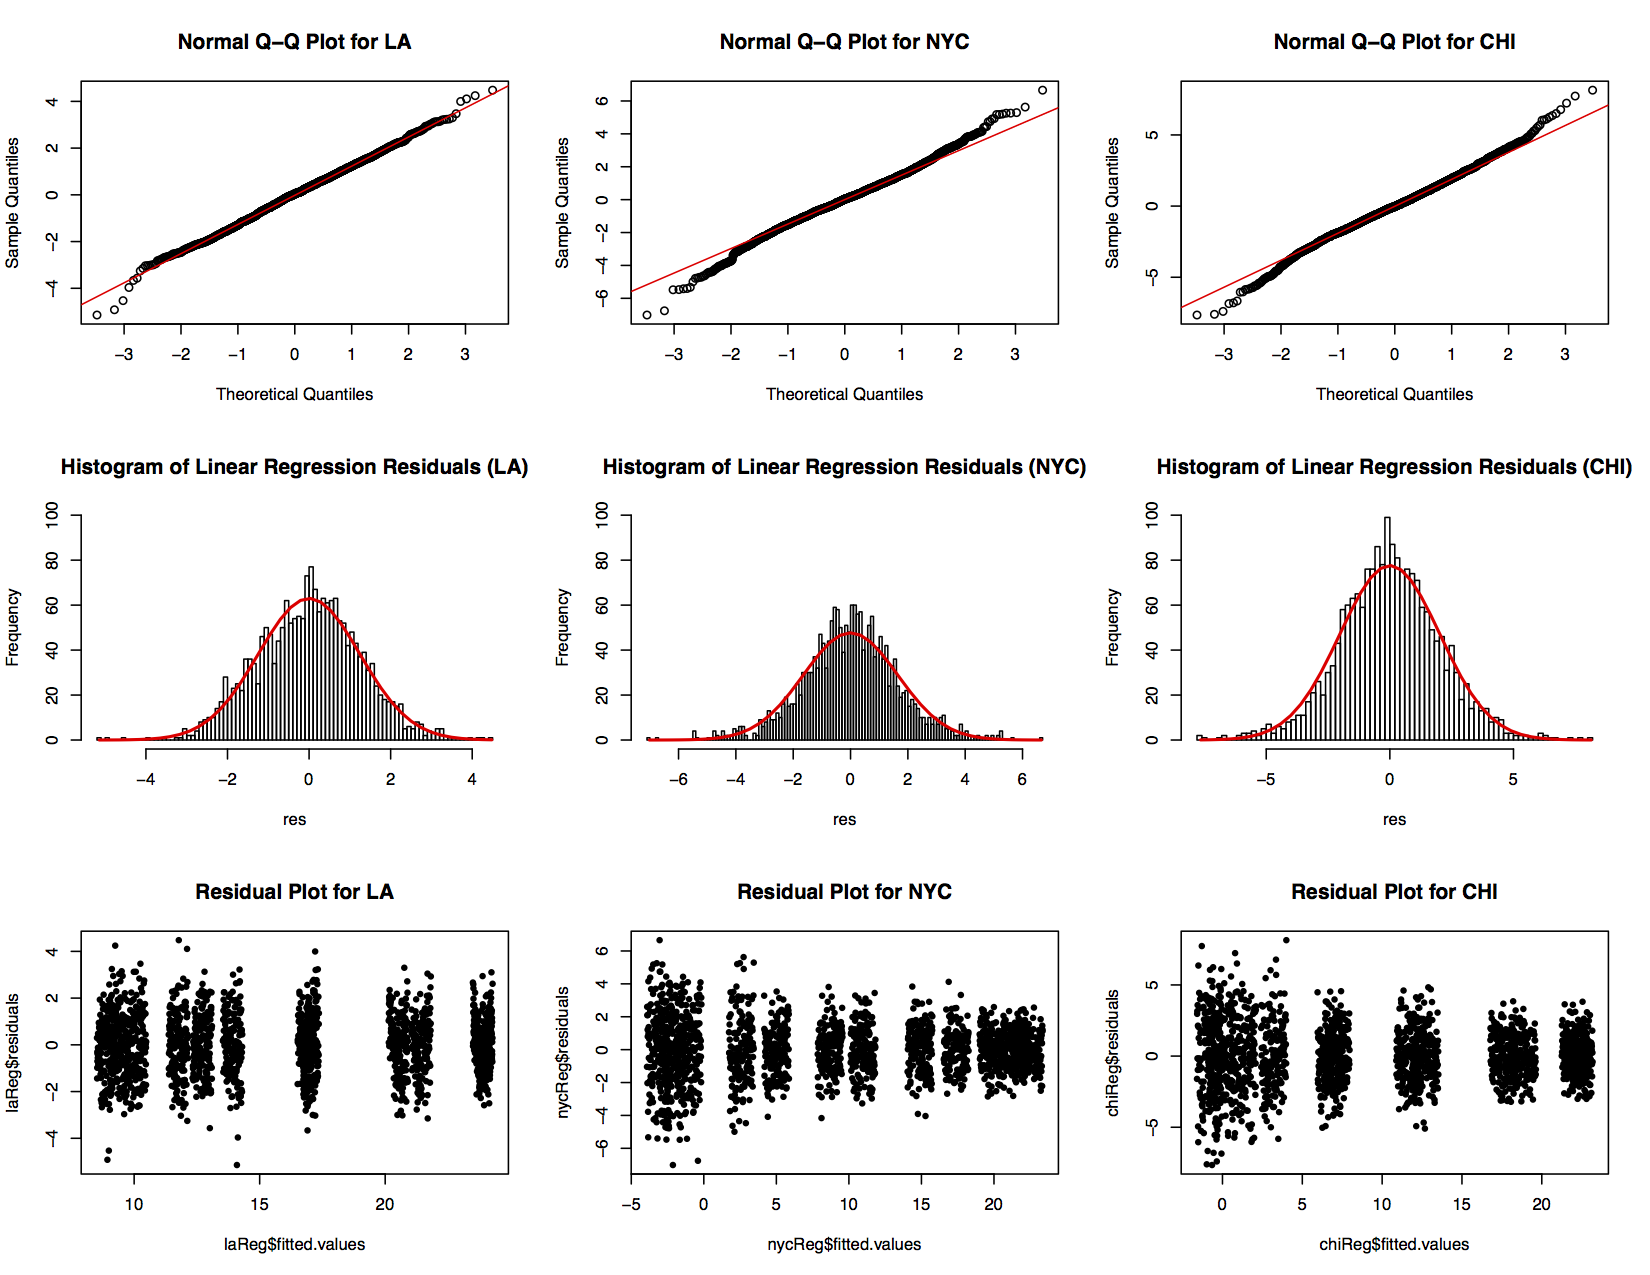 Normal Q–Q Plot for LA
Sample Quantiles
4
2
0
−2
−4
−3 −2 −1 0 1 2 3
Theoretical Quantiles
Normal Q–Q Plot for NYC
Sample Quantiles
6
4
2
0
−2
−4
−6
−3 −2 −1 0 1 2 3
Theoretical Quantiles
Normal Q–Q Plot for CHI
Sample Quantiles
5
0
−5
−3 −2 −1 0 1 2 3
Theoretical Quantiles
Histogram of Linear Regression Residuals (LA)
Frequency
100
80
60
40
20
0
−4 −2 0 2 4
res
Histogram of Linear Regression Residuals (NYC)
Frequency
100
80
60
40
20
0
−6 −4 −2 0 2 4 6
res
Histogram of Linear Regression Residuals (CHI)
Frequency
100
80
60
40
20
0
−5 0 5
res
Residual Plot for LA
laReg$residuals
4
2
0
−2
−4
10 15 20
laReg$fitted.values
Residual Plot for NYC
nycReg$residuals
6
4
2
0
−2
−4
−6
−5 0 5 10 15 20
nycReg$fitted.values
Residual Plot for CHI
chiReg$residuals
5
0
−5
0 5 10 15 20
chiReg$fitted.values